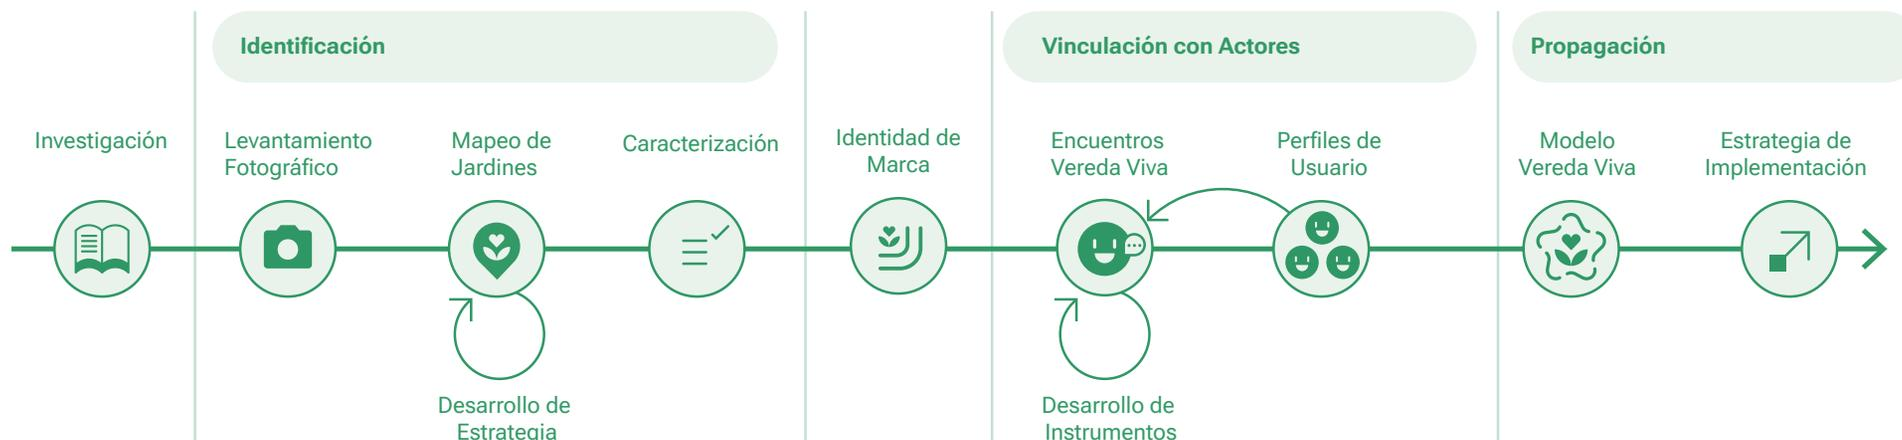 Identificación
Vinculación con Actores
Propagación
Investigación
Levantamiento
Fotográfico
Mapeo de
Jardines
Caracterización
Identidad de
Marca
Encuentros
Vereda Viva
Perfiles de
Usuario
Modelo
Vereda Viva
Estrategia de
Implementación
Desarrollo de
Estrategia
Desarrollo de
Instrumentos